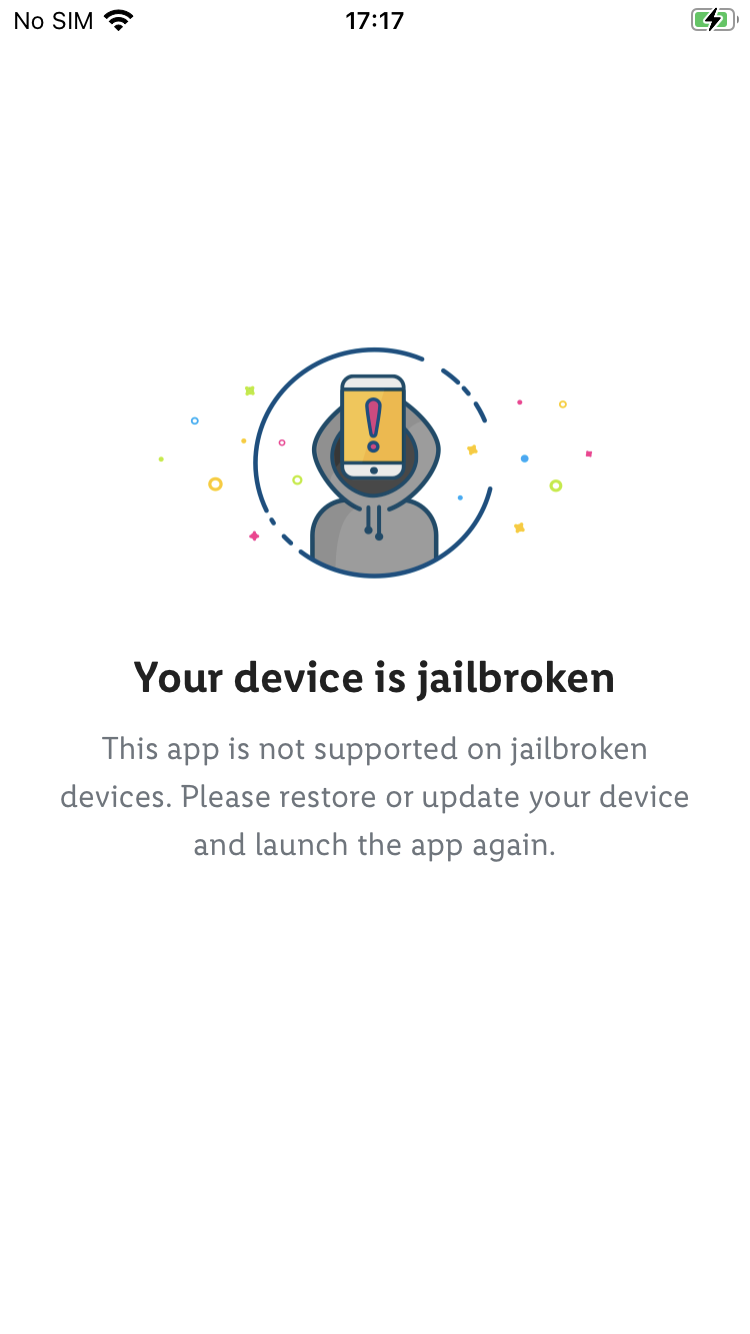 No SIM 17:17
Your device is jailbroken
This app is not supported on jailbroken
devices. Please restore or update your device
and launch the app again.